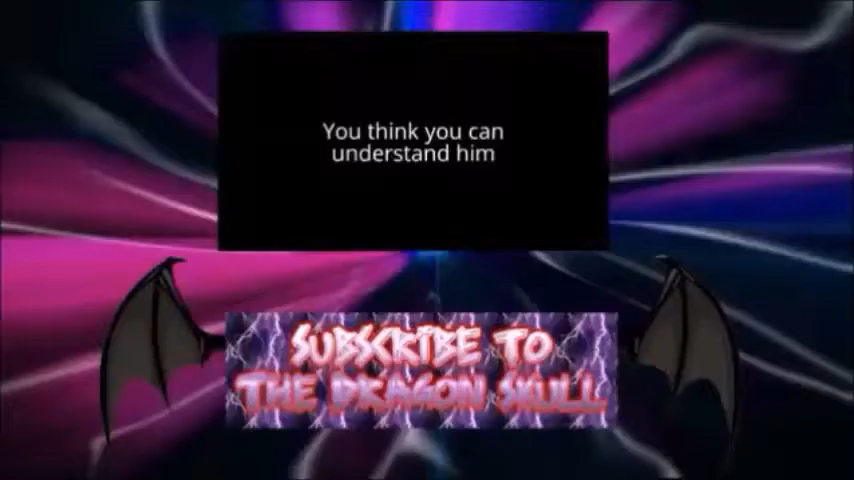 You think you can
understand him
SUBSCRIBE TO
THE DRAGON SKULL